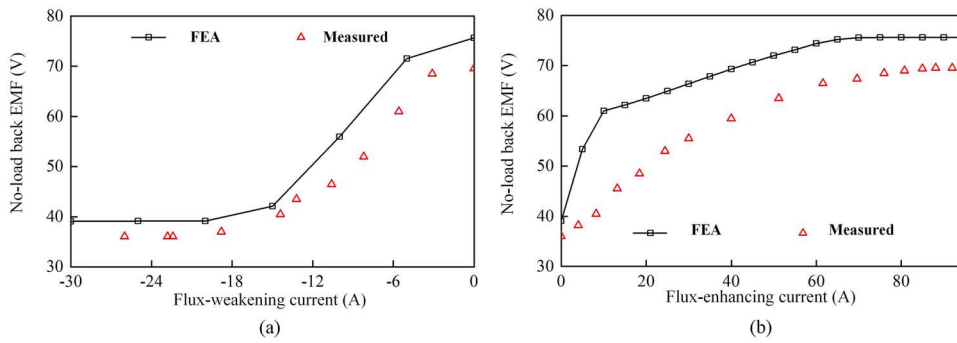 80
70
60
50
40
30
No-load back EMF (V)
FEA
Measured
-30
-24
-18
-12
-6
0
Flux-weakening current (A)
(a)
80
70
60
50
40
30
No-load back EMF (V)
FEA
Measured
0
20
40
60
80
Flux-enhancing current (A)
(b)